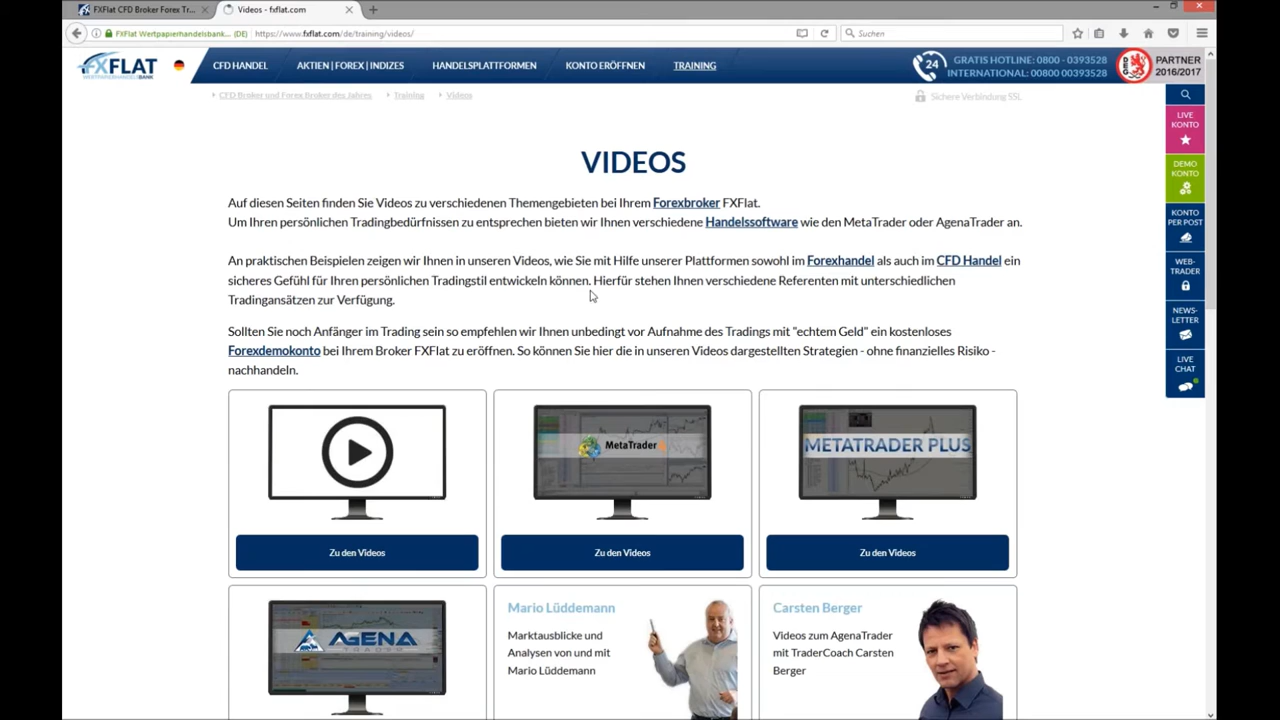 FXFlat CFD Broker Forex Tr...
Videos - fxflat.com
FXFlat Wertpapierhandelsbank... (DE)
https://www.fxflat.com/de/training/videos/
Suchen
FXFLAT
WERTPAPIERHANDELSBANK
CFD HANDEL
AKTIEN | FOREX | INDIZES
HANDELSPLATTFORMEN
KONTO ERÖFFNEN
TRAINING
24
GRATIS HOTLINE: 0800 - 0393528
INTERNATIONAL: 00800 00393528
DEG
PARTNER
2016/2017
CFD Broker und Forex Broker des Jahres
Training
Videos
Sichere Verbindung SSL
LIVE
KONTO
DEMO
KONTO
KONTO
PER POST
WEB-
TRADER
NEWS-
LETTER
LIVE
CHAT
VIDEOS
Auf diesen Seiten finden Sie Videos zu verschiedenen Themengebieten bei Ihrem Forexbroker FXFlat.
Um Ihren persönlichen Tradingbedürfnissen zu entsprechen bieten wir Ihnen verschiedene Handelssoftware wie den MetaTrader oder AgenaTrader an.
An praktischen Beispielen zeigen wir Ihnen in unseren Videos, wie Sie mit Hilfe unserer Plattformen sowohl im Forexhandel als auch im CFD Handel ein
sicheres Gefühl für Ihren persönlichen Tradingstil entwickeln können. Hierfür stehen Ihnen verschiedene Referenten mit unterschiedlichen
Tradingansätzen zur Verfügung.
Sollten Sie noch Anfänger im Trading sein so empfehlen wir Ihnen unbedingt vor Aufnahme des Tradings mit "echtem Geld" ein kostenloses
Forexdemokonto bei Ihrem Broker FXFlat zu eröffnen. So können Sie hier die in unseren Videos dargestellten Strategien - ohne finanzielles Risiko -
nachhandeln.
MetaTrader 4
METATRADER PLUS
Zu den Videos
Zu den Videos
Zu den Videos
AGENA
TRADER
Mario Lüddemann
Marktausblicke und
Analysen von und mit
Mario Lüddemann
Carsten Berger
Videos zum AgenaTrader
mit TraderCoach Carsten
Berger